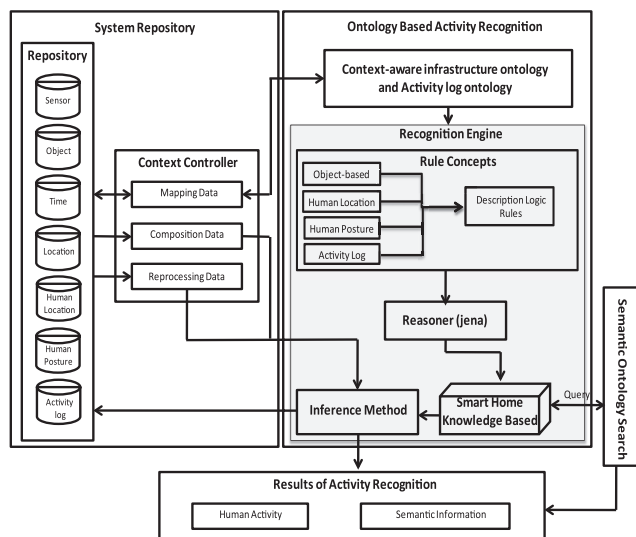 System Repository
Repository
Sensor
Object
Time
Location
Human
Location
Human
Posture
Activity
log
Context Controller
Mapping Data
Composition Data
Reprocessing Data
Ontology Based Activity Recognition
Context-aware infrastructure ontology
and Activity log ontology
Recognition Engine
Rule Concepts
Object-based
Human Location
Human Posture
Activity Log
Description Logic
Rules
Reasoner (jena)
Inference Method
Smart Home
Knowledge Based
Query
Semantic Ontology Search
Results of Activity Recognition
Human Activity
Semantic Information